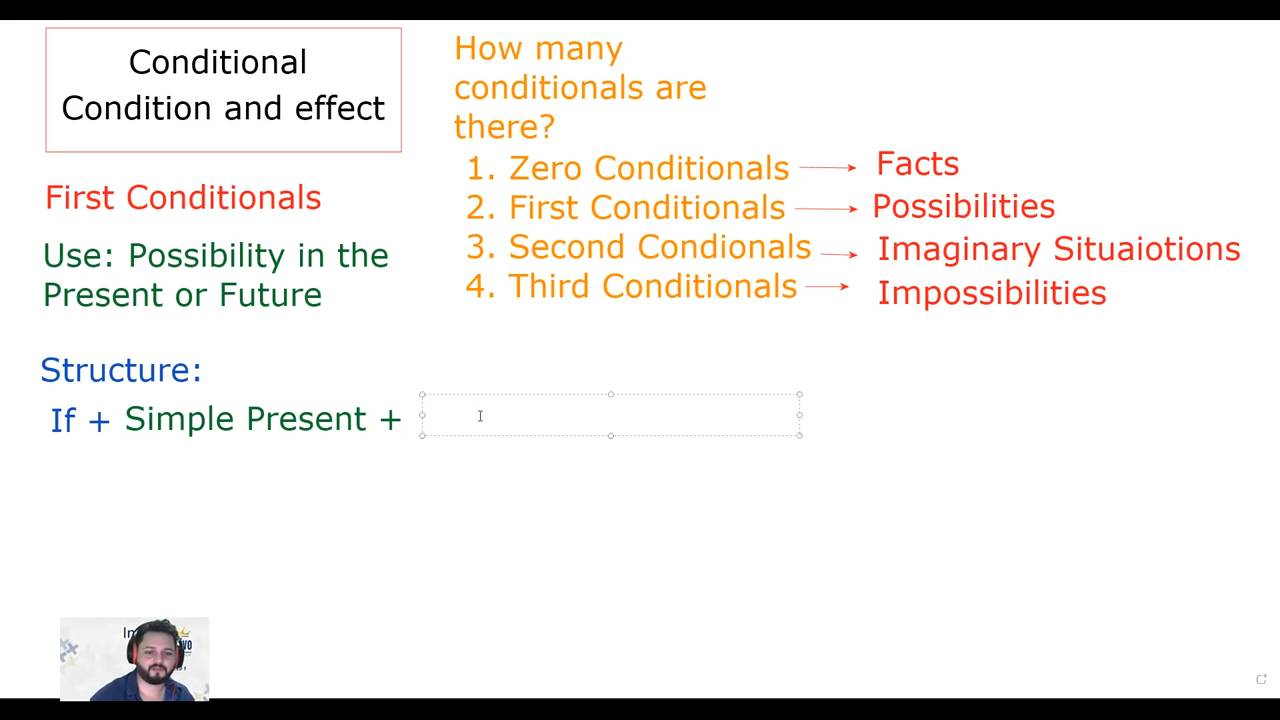 Conditional
Condition and effect
First Conditionals
Use: Possibility in the
Present or Future
Structure:
If + Simple Present +
How many
conditionals are
there?
1. Zero Conditionals
Facts
2. First Conditionals
Possibilities
3. Second Condionals
Imaginary Situaiotions
4. Third Conditionals
Impossibilities